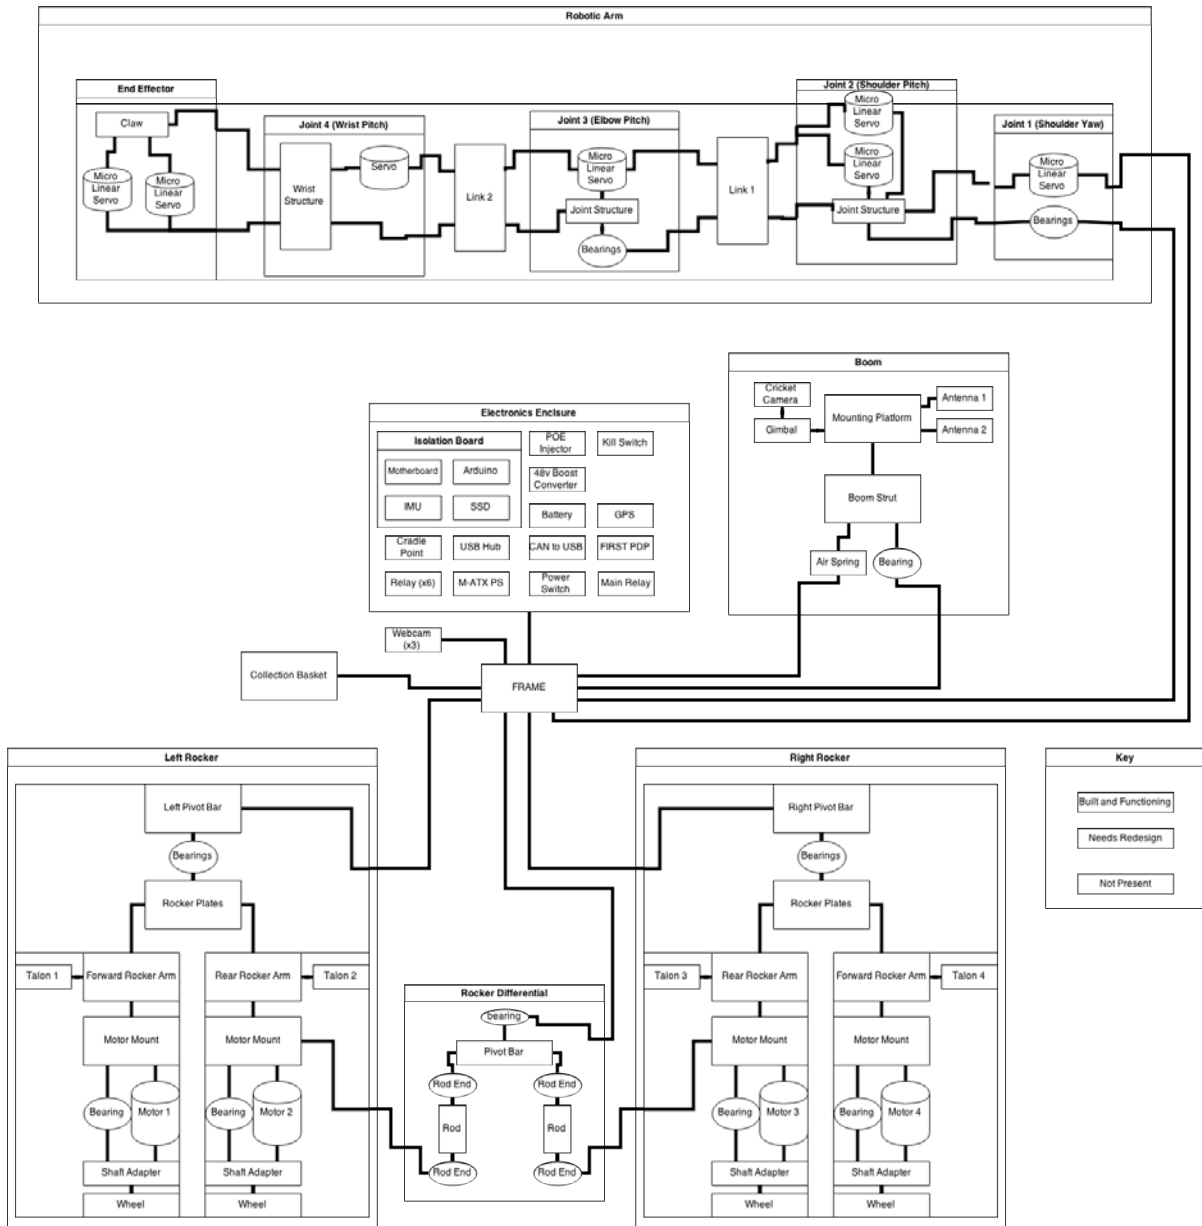 Robotic Arm
End Effector
Claw
Micro
Linear
Servo
Micro
Linear
Servo
Joint 4 (Wrist Pitch)
Wrist
Structure
Servo
Link 2
Joint 3 (Elbow Pitch)
Micro
Linear
Servo
Joint Structure
Bearings
Link 1
Joint 2 (Shoulder Pitch)
Micro
Linear
Servo
Micro
Linear
Servo
Joint Structure
Joint 1 (Shoulder Yaw)
Micro
Linear
Servo
Bearings
Boom
Cricket
Camera
Gimbal
Mounting Platform
Antenna 1
Antenna 2
Boom Strut
Air Spring
Bearing
Electronics Enclsure
Isolation Board
Motherboard
Arduino
IMU
SSD
POE
Injector
Kill Switch
48v Boost
Converter
Battery
GPS
Cradle
Point
USB Hub
CAN to USB
FIRST PDP
Relay (x6)
M-ATX PS
Power
Switch
Main Relay
Webcam
(x3)
Collection Basket
FRAME
Left Rocker
Left Pivot Bar
Bearings
Rocker Plates
Talon 1
Forward Rocker Arm
Rear Rocker Arm
Talon 2
Motor Mount
Motor Mount
Bearing
Motor 1
Bearing
Motor 2
Shaft Adapter
Shaft Adapter
Wheel
Wheel
Rocker Differential
bearing
Pivot Bar
Rod End
Rod End
Rod
Rod
Rod End
Rod End
Right Rocker
Right Pivot Bar
Bearings
Rocker Plates
Talon 3
Rear Rocker Arm
Forward Rocker Arm
Talon 4
Motor Mount
Motor Mount
Bearing
Motor 3
Bearing
Motor 4
Shaft Adapter
Shaft Adapter
Wheel
Wheel
Key
Built and Functioning
Needs Redesign
Not Present